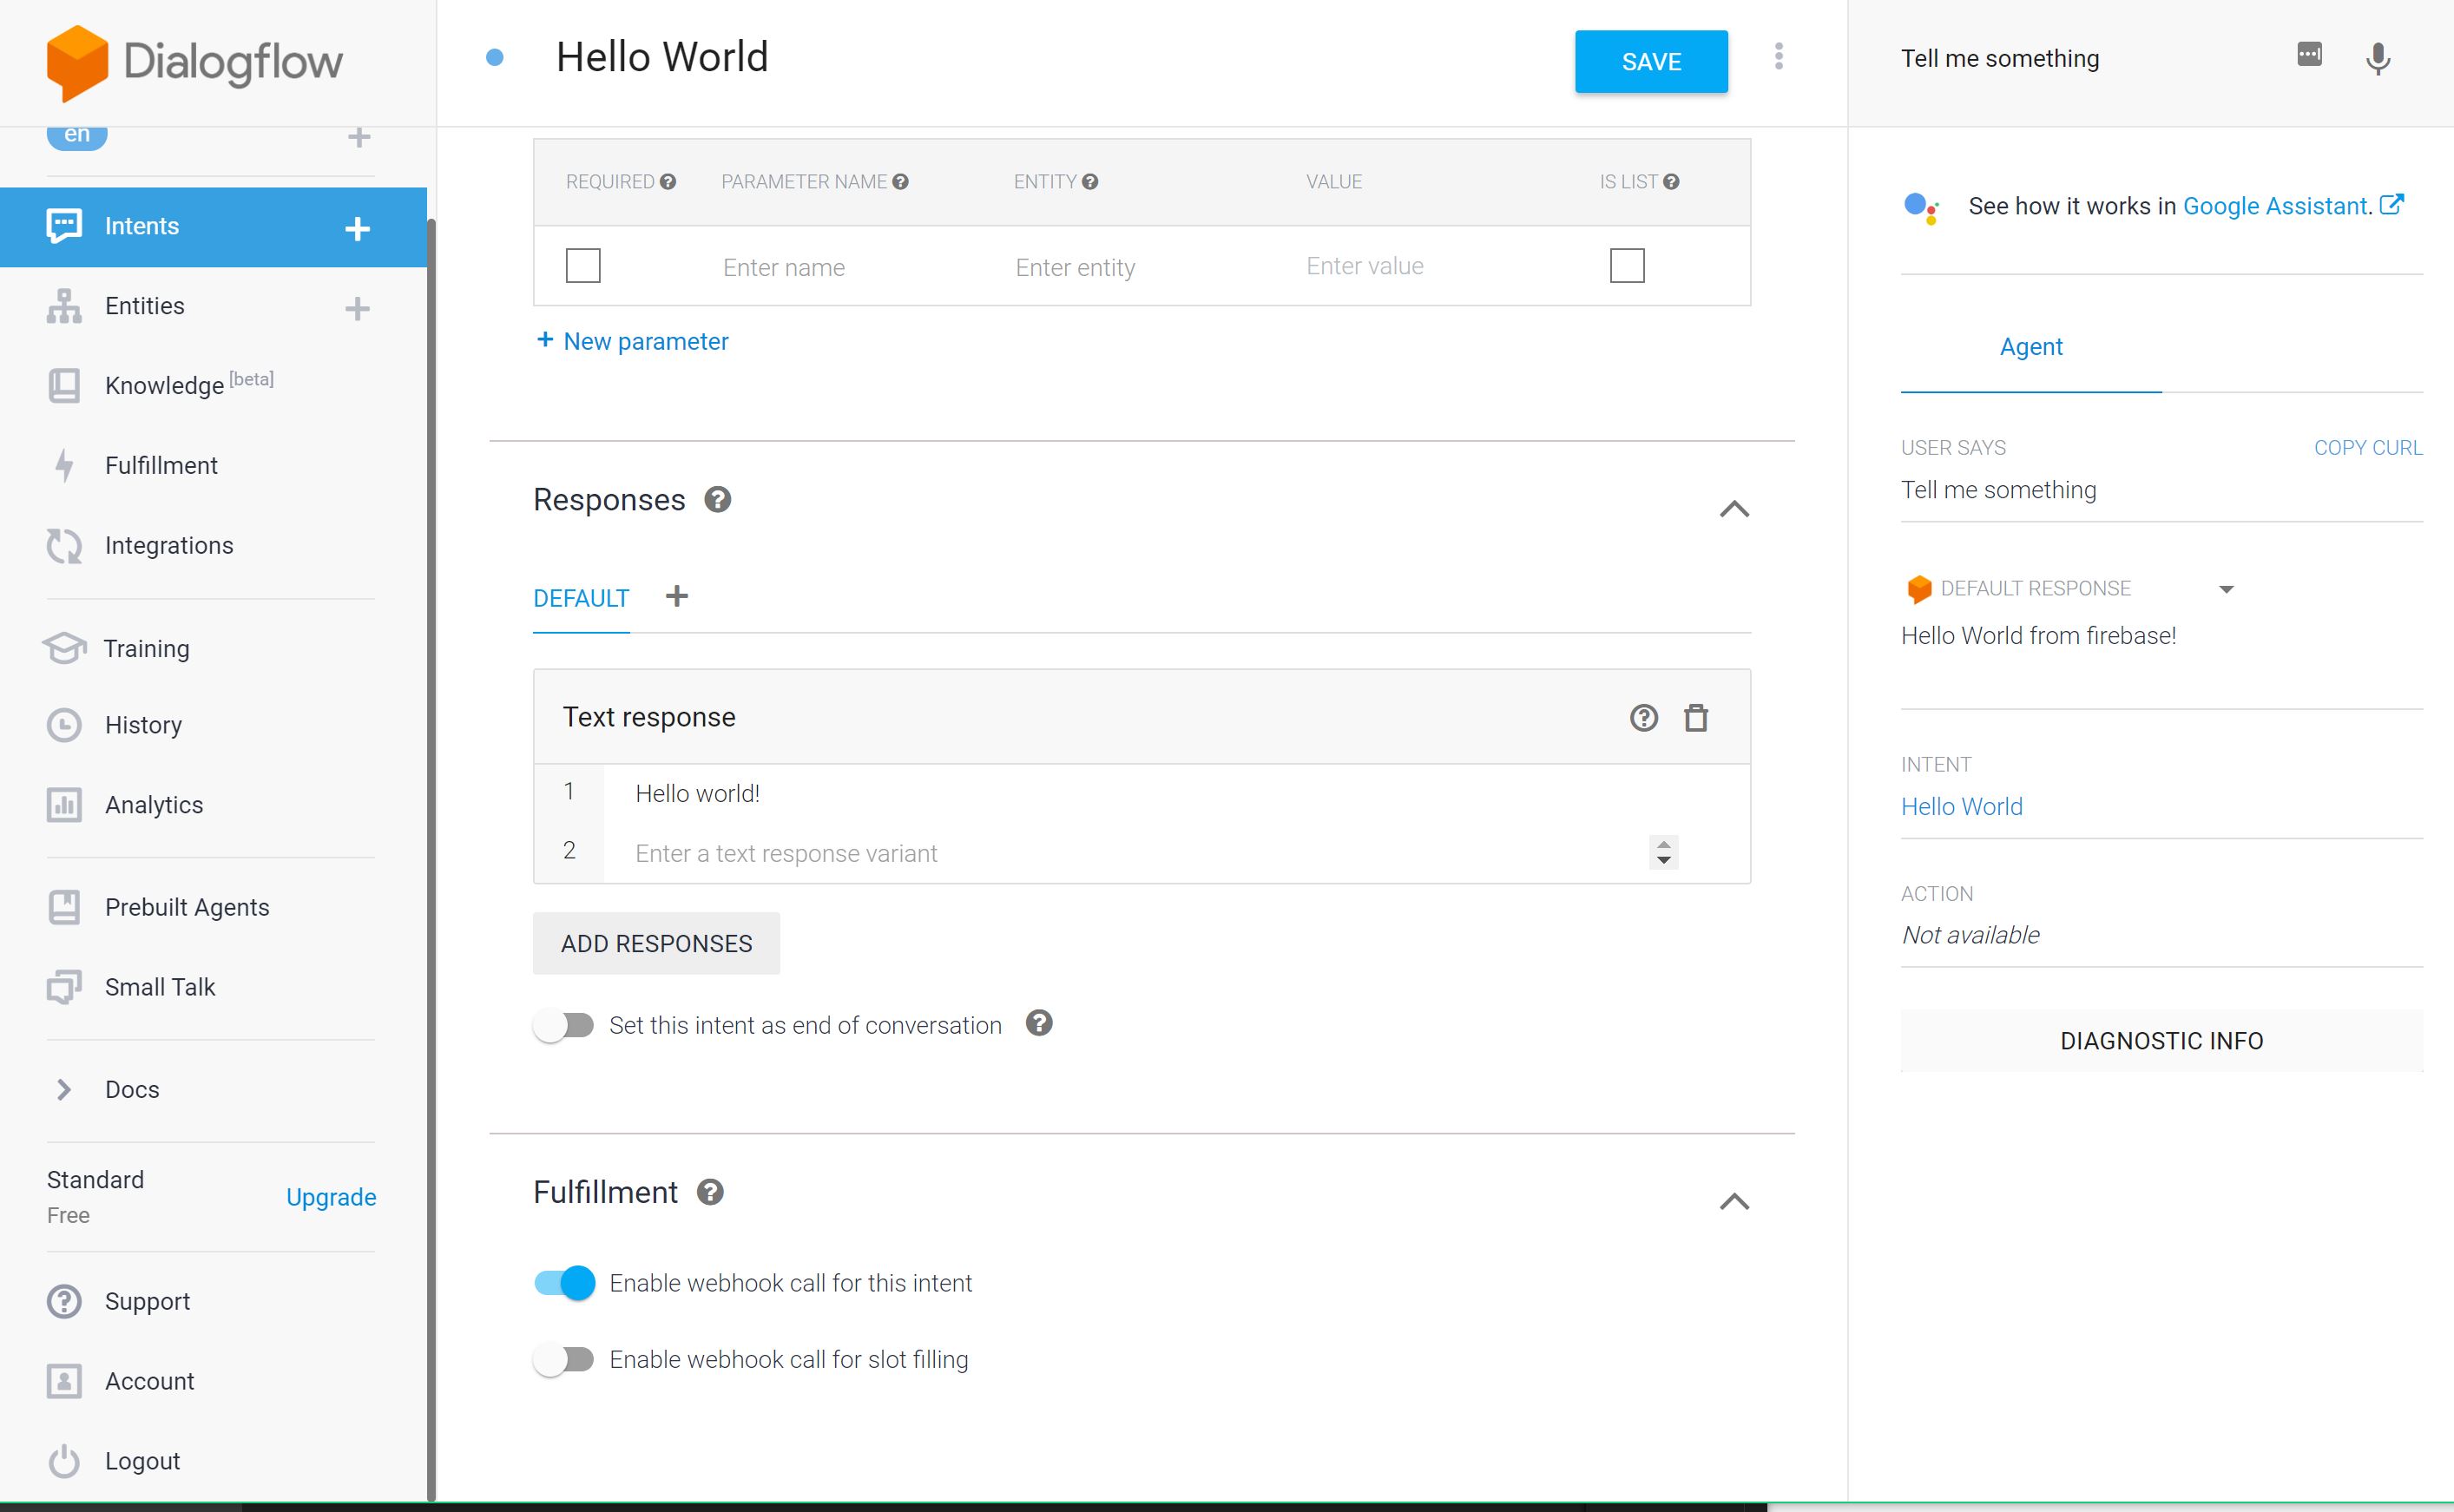 Dialogflow
en
Intents
Entities
Knowledge [beta]
Fulfillment
Integrations
Training
History
Analytics
Prebuilt Agents
Small Talk
Docs
Standard
Free
Upgrade
Support
Account
Logout
Hello World
SAVE
REQUIRED PARAMETER NAME ENTITY VALUE IS LIST
Enter name Enter entity Enter value
+ New parameter
Responses
DEFAULT
Text response
1 Hello world!
2 Enter a text response variant
ADD RESPONSES
Set this intent as end of conversation
Fulfillment
Enable webhook call for this intent
Enable webhook call for slot filling
Tell me something
See how it works in Google Assistant.
Agent
USER SAYS COPY CURL
Tell me something
DEFAULT RESPONSE
Hello World from firebase!
INTENT
Hello World
ACTION
Not available
DIAGNOSTIC INFO